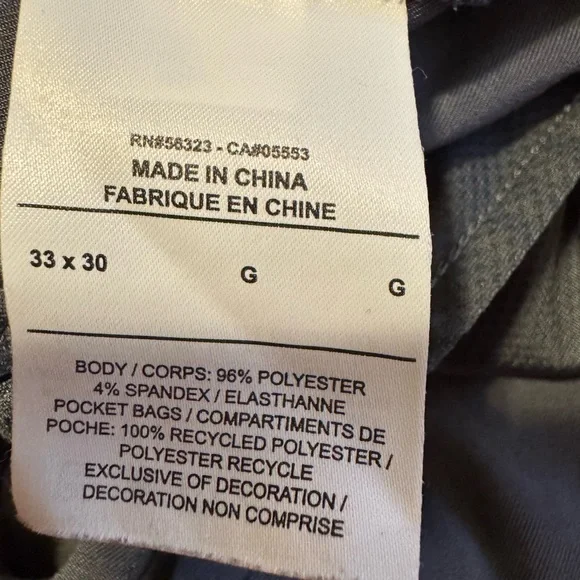 RN#56323 - CA#05553
MADE IN CHINA
FABRIQUE EN CHINE
33 x 30 G G
BODY / CORPS: 96% POLYESTER
4% SPANDEX / ELASTHANNE
POCKET BAGS / COMPARTIMENTS DE
POCHE: 100% RECYCLED POLYESTER /
POLYESTER RECYCLE
EXCLUSIVE OF DECORATION /
DECORATION NON COMPRISE